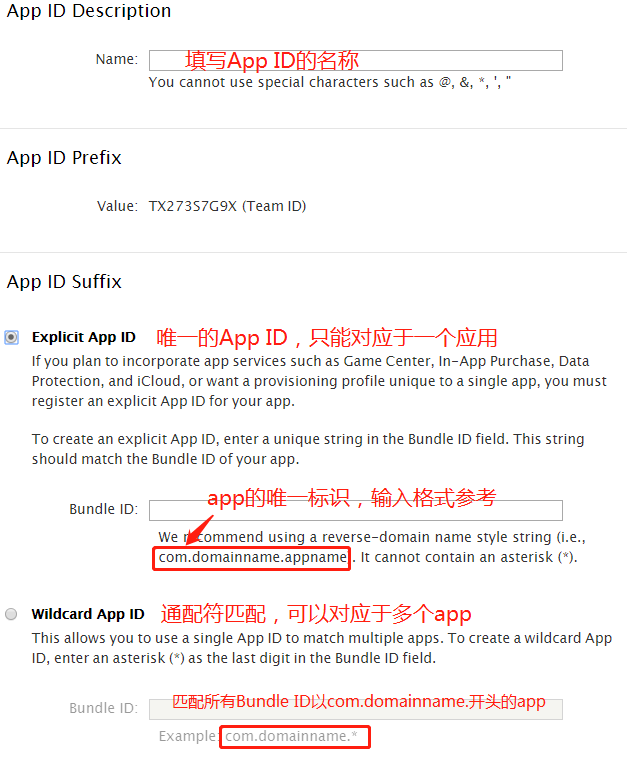 App ID Description
Name: 填写App ID的名称
You cannot use special characters such as @, &, *, ', "
App ID Prefix
Value: TX273S7G9X (Team ID)
App ID Suffix
Explicit App ID 唯一的App ID，只能对应于一个应用
If you plan to incorporate app services such as Game Center, In-App Purchase, Data
Protection, and iCloud, or want a provisioning profile unique to a single app, you must
register an explicit App ID for your app.
To create an explicit App ID, enter a unique string in the Bundle ID field. This string
should match the Bundle ID of your app.
app的唯一标识，输入格式参考
Bundle ID:
We recommend using a reverse-domain name style string (i.e.,
com.domainname.appname). It cannot contain an asterisk (*).
Wildcard App ID 通配符匹配，可以对应于多个app
This allows you to use a single App ID to match multiple apps. To create a wildcard App
ID, enter an asterisk (*) as the last digit in the Bundle ID field.
Bundle ID: 匹配所有Bundle ID以com.domainname.开头的app
Example: com.domainname.*